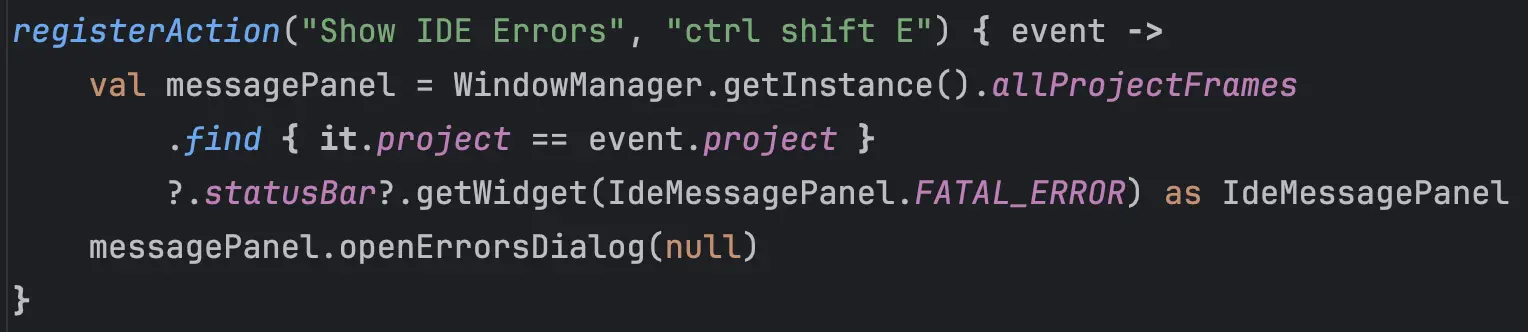 registerAction("Show IDE Errors", "ctrl shift E") { event ->
    val messagePanel = WindowManager.getInstance().allProjectFrames
        .find { it.project == event.project }
        ?.statusBar?.getWidget(IdeMessagePanel.FATAL_ERROR) as IdeMessagePanel
    messagePanel.openErrorsDialog(null)
}